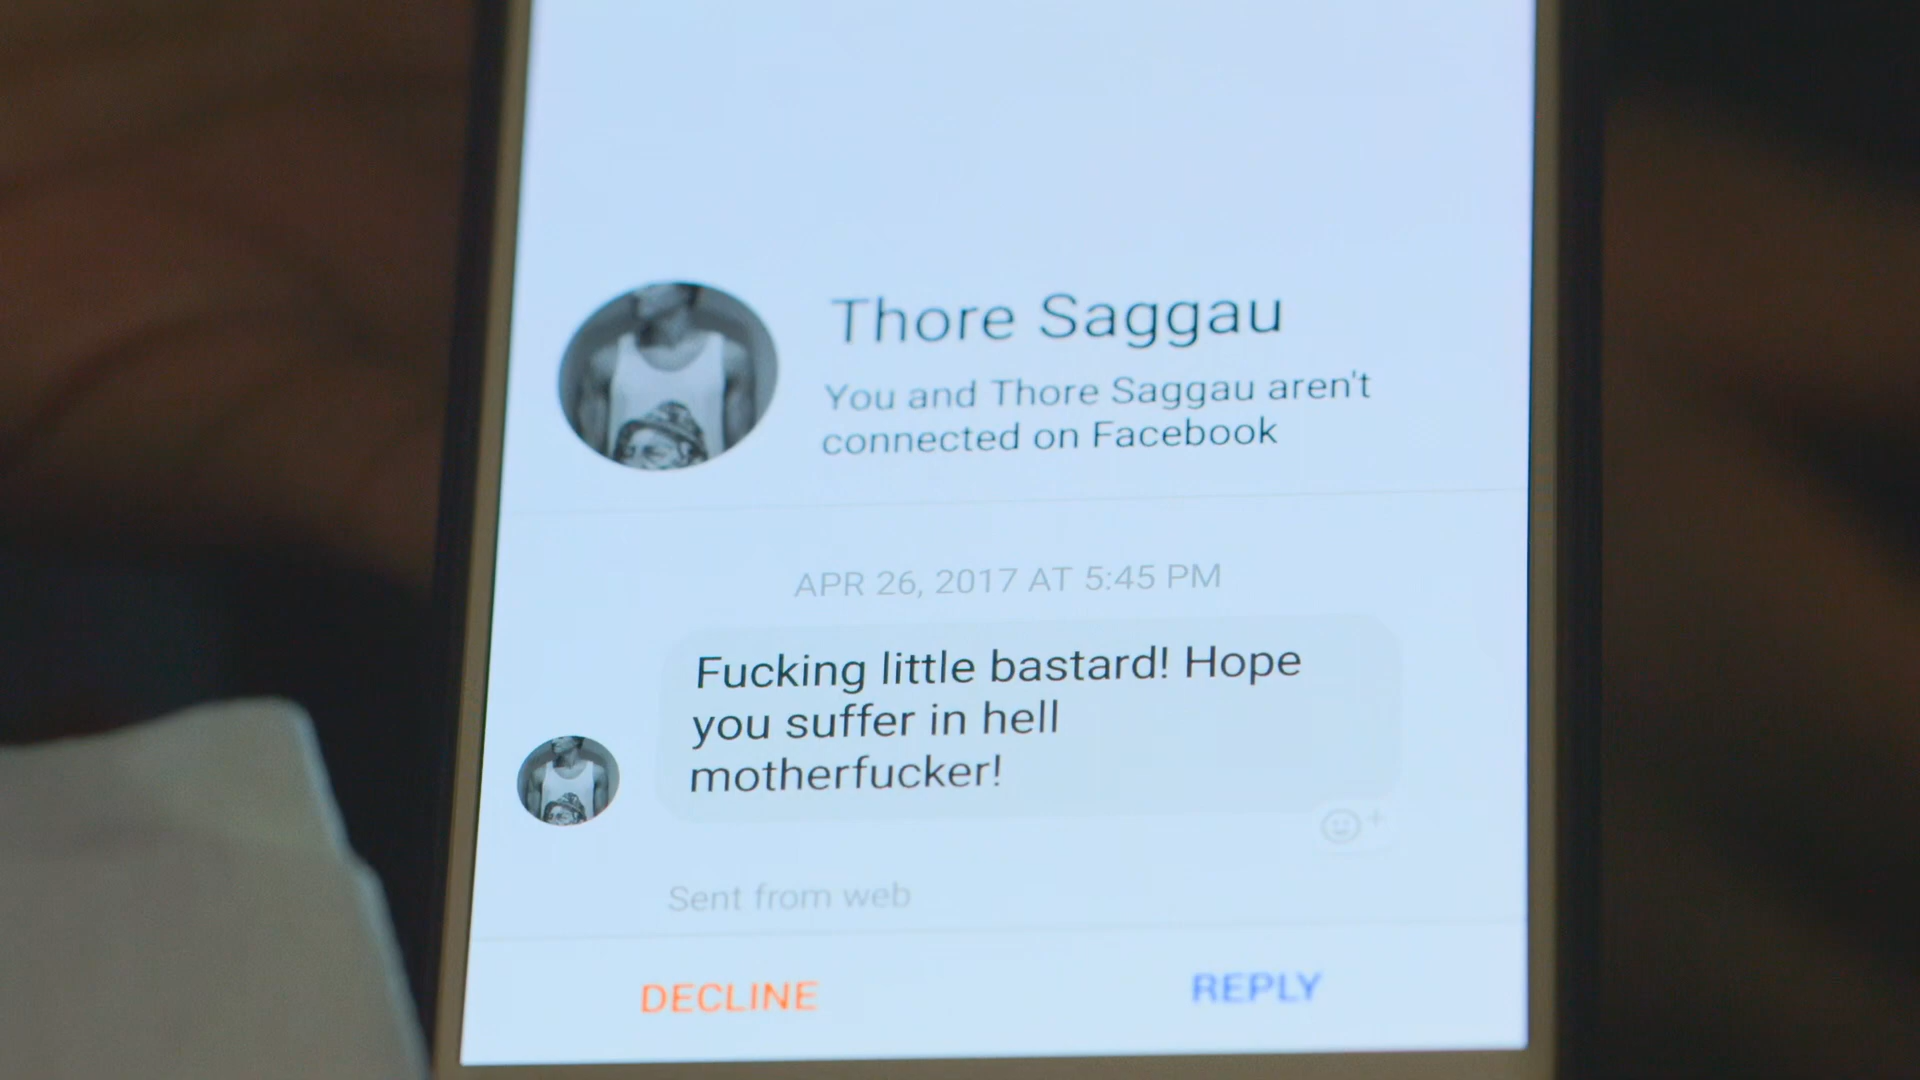 Thore Saggau
You and Thore Saggau aren't
connected on Facebook
APR 26, 2017 AT 5:45 PM
Fucking little bastard! Hope
you suffer in hell
motherfucker!
Sent from web
DECLINE
REPLY